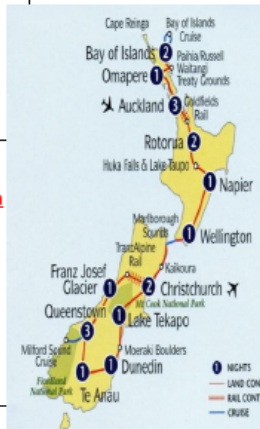 Cape Reinga
Bay of Islands
Cruise
Bay of Islands
2
Paihia/Russell
Waitangi
Treaty Grounds
Omapere
1
Auckland
3
Goldfields
Rail
Rotorua
2
Huka Falls & Lake Taupo
1
Napier
Marlborough
Sounds
1
Wellington
TranzAlpine
Rail
Kaikoura
Franz Josef
Glacier
1
2
Christchurch
Mt Cook National Park
Queenstown
3
1
Lake Tekapo
Milford Sound
Cruise
Moeraki Boulders
Fiordland
National Park
1
1
Dunedin
Te Anau
1 NIGHTS
LAND CON
RAIL CONT
CRUISE